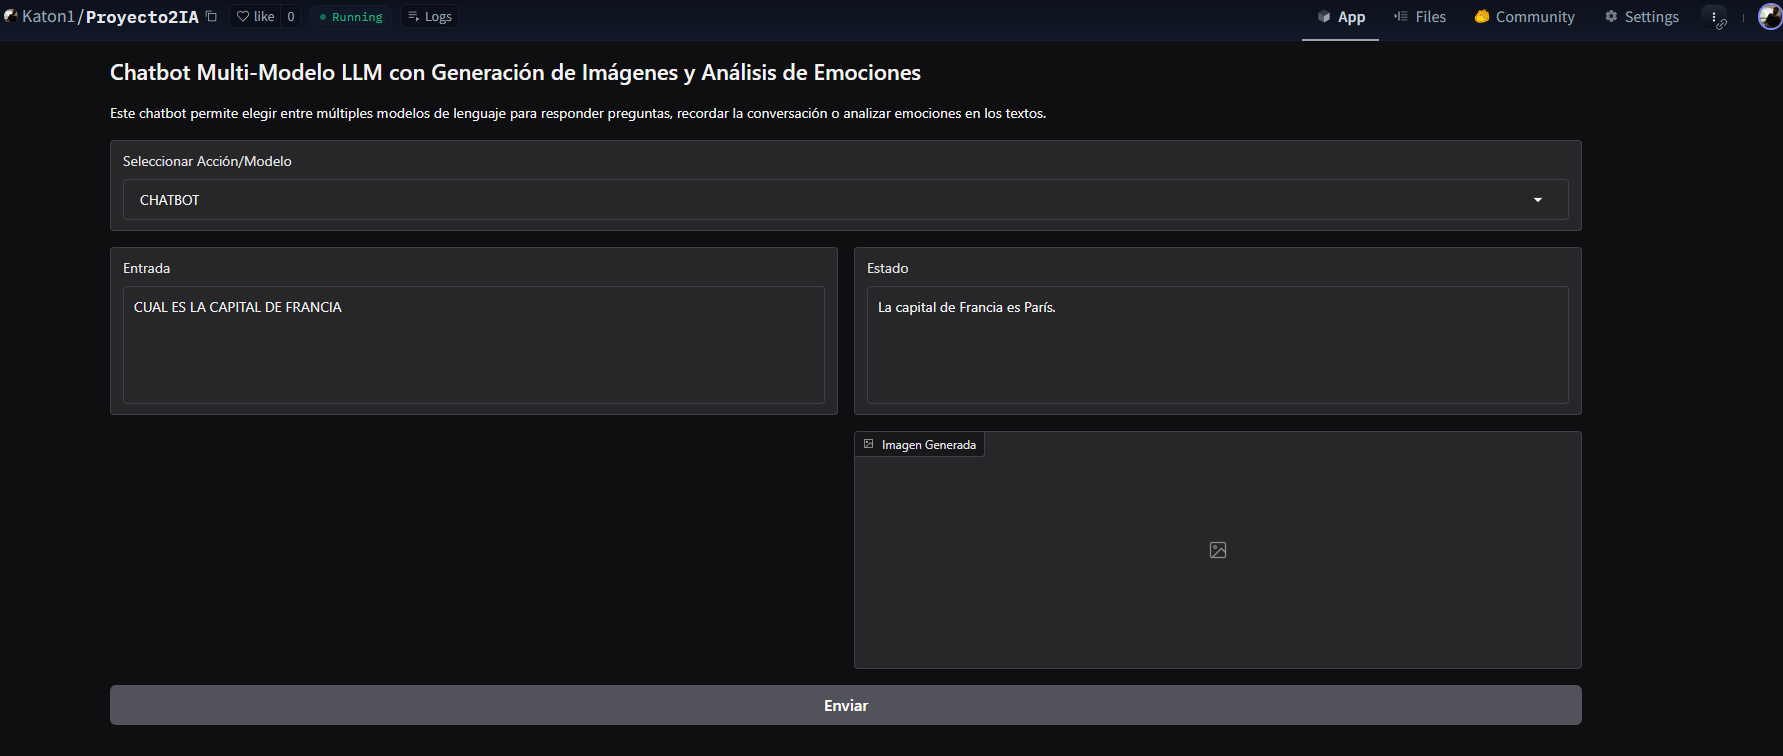 Katon1/Proyecto2IA like 0 Running Logs App Files Community Settings
Chatbot Multi-Modelo LLM con Generación de Imágenes y Análisis de Emociones
Este chatbot permite elegir entre múltiples modelos de lenguaje para responder preguntas, recordar la conversación o analizar emociones en los textos.
Seleccionar Acción/Modelo
CHATBOT
Entrada
CUAL ES LA CAPITAL DE FRANCIA
Estado
La capital de Francia es París.
Imagen Generada
Enviar